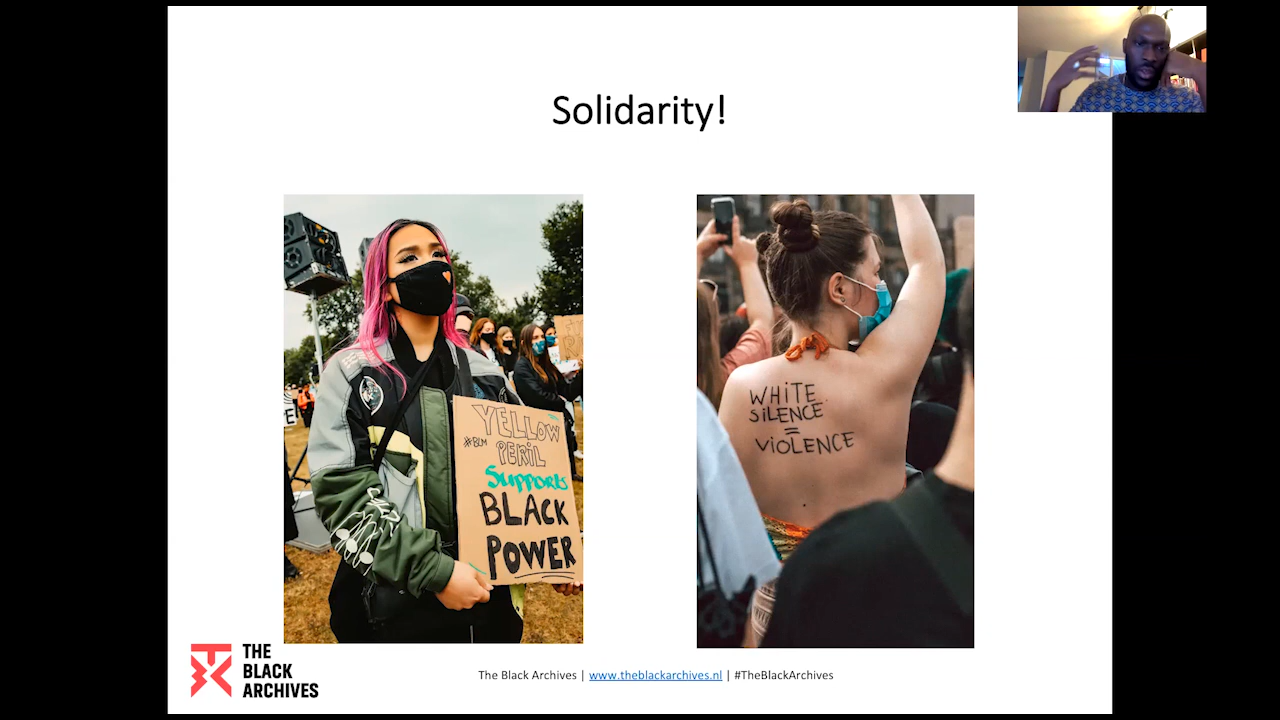 Solidarity!
YELLOW
#BLM PERIL
Supports
BLACK
POWER
WHITE
SILENCE
=
VIOLENCE
THE
BLACK
ARCHIVES
The Black Archives | www.theblackarchives.nl | #TheBlackArchives